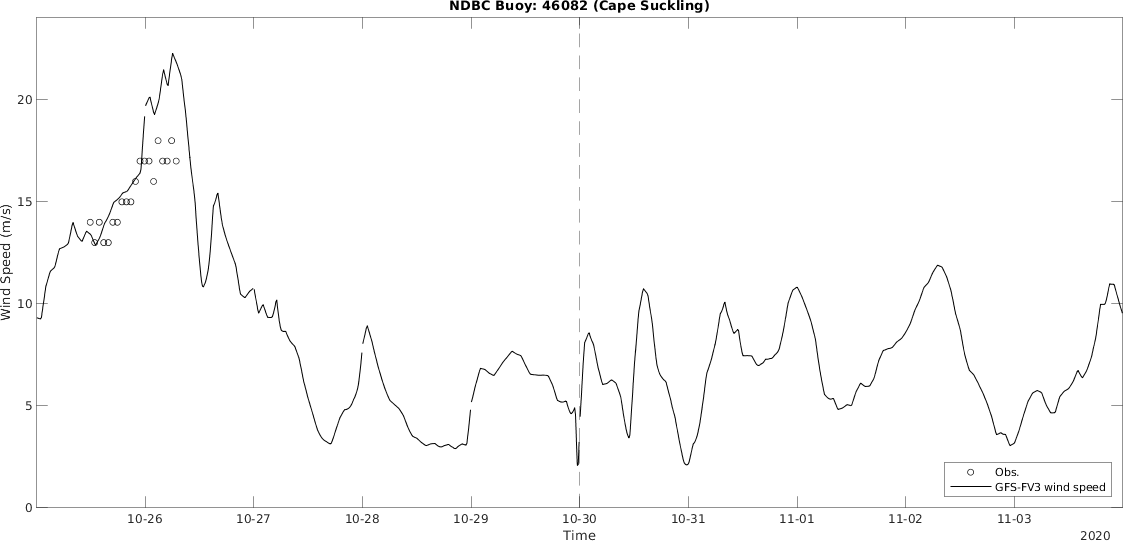 NDBC Buoy: 46082 (Cape Suckling)
Wind Speed (m/s)
20
15
10
5
0
10-26 10-27 10-28 10-29 10-30 10-31 11-01 11-02 11-03
Time
2020
Obs.
GFS-FV3 wind speed